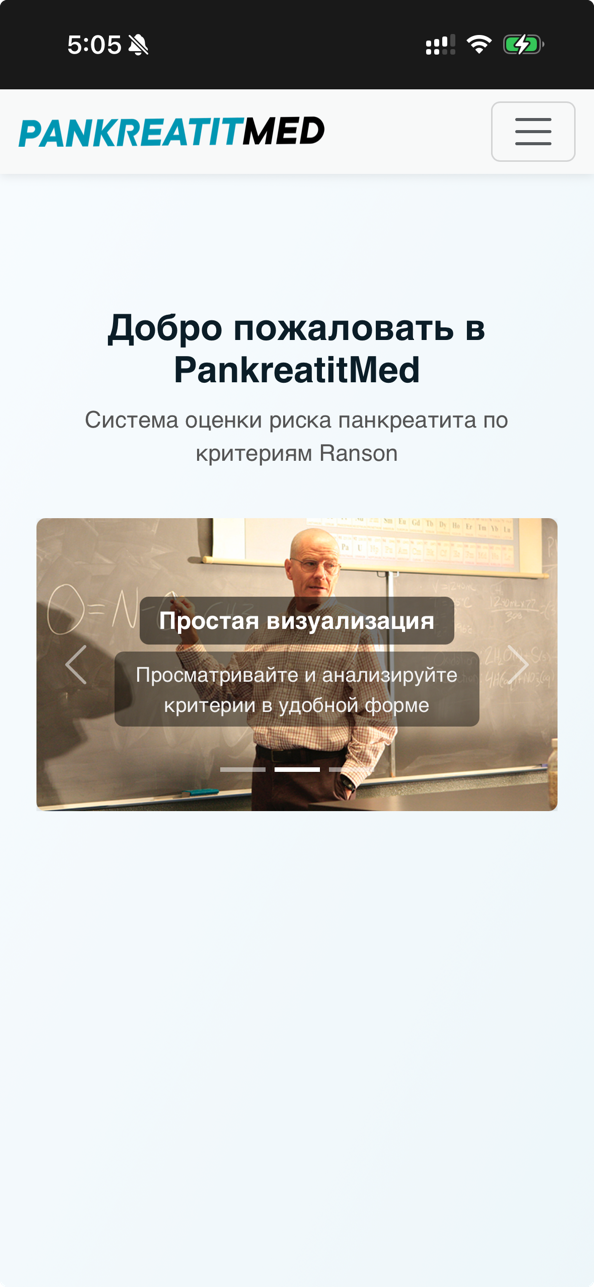 5:05
PANKREATITMED
Добро пожаловать в
PankreatitMed
Система оценки риска панкреатита по
критериям Ranson
Простая визуализация
Просматривайте и анализируйте
критерии в удобной форме